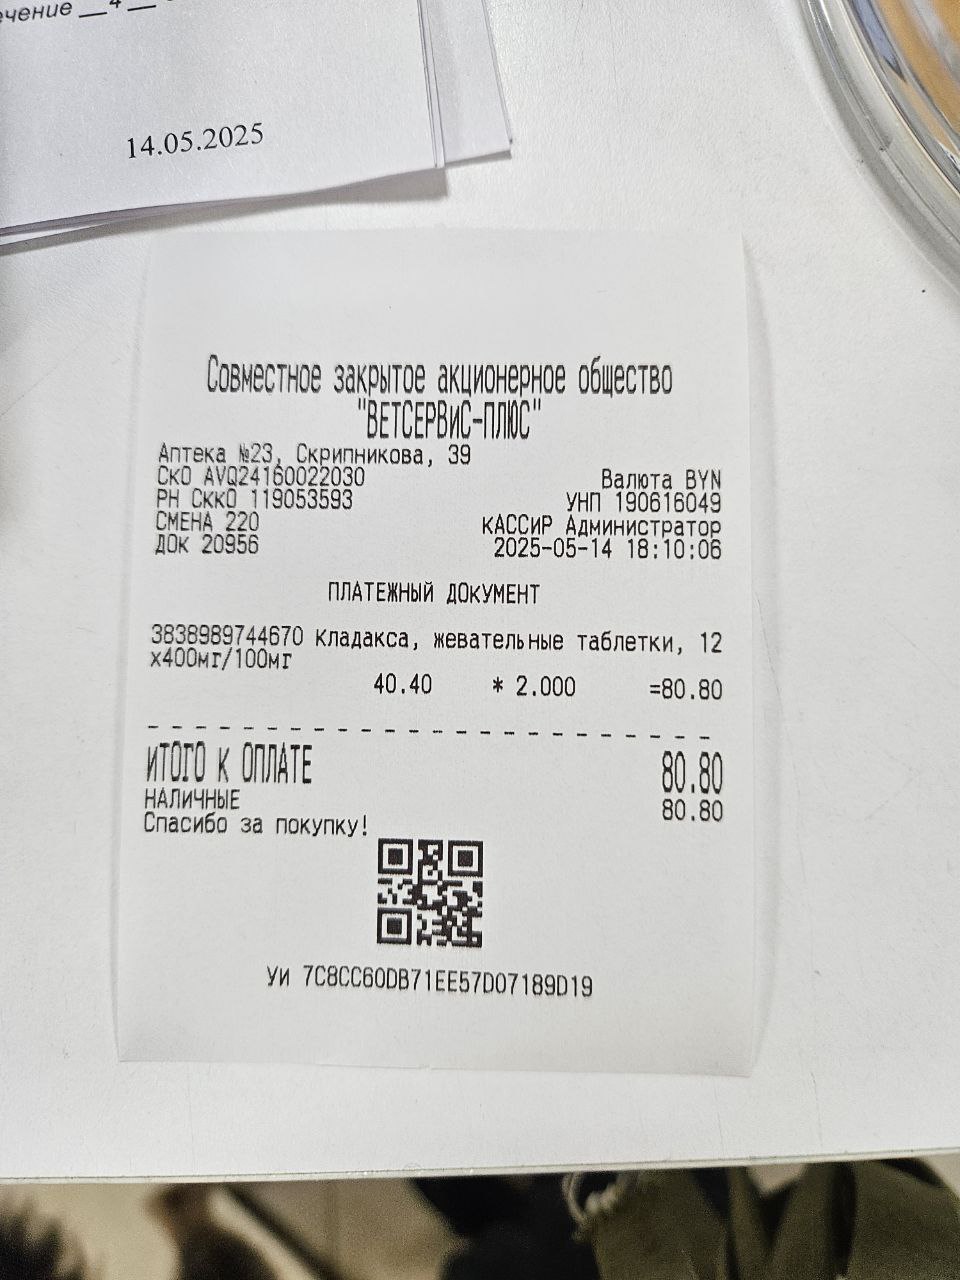 14.05.2025
Совместное закрытое акционерное общество
"ВЕТСЕРВИС-ПЛЮС"
Аптека №23, Скрипникова, 39
СКО AVQ24160022030 Валюта BYN
РН СККО 119053593 УНП 190616049
СМЕНА 220 КАССИР Администратор
ДОК 20956 2025-05-14 18:10:06
ПЛАТЕЖНЫЙ ДОКУМЕНТ
3838989744670 Кладакса, жевательные таблетки, 12
х400мг/100мг
40.40 * 2.000 =80.80
ИТОГО К ОПЛАТЕ 80.80
НАЛИЧНЫЕ 80.80
Спасибо за покупку!
УИ 7C8CC60DB71EE57D07189D19